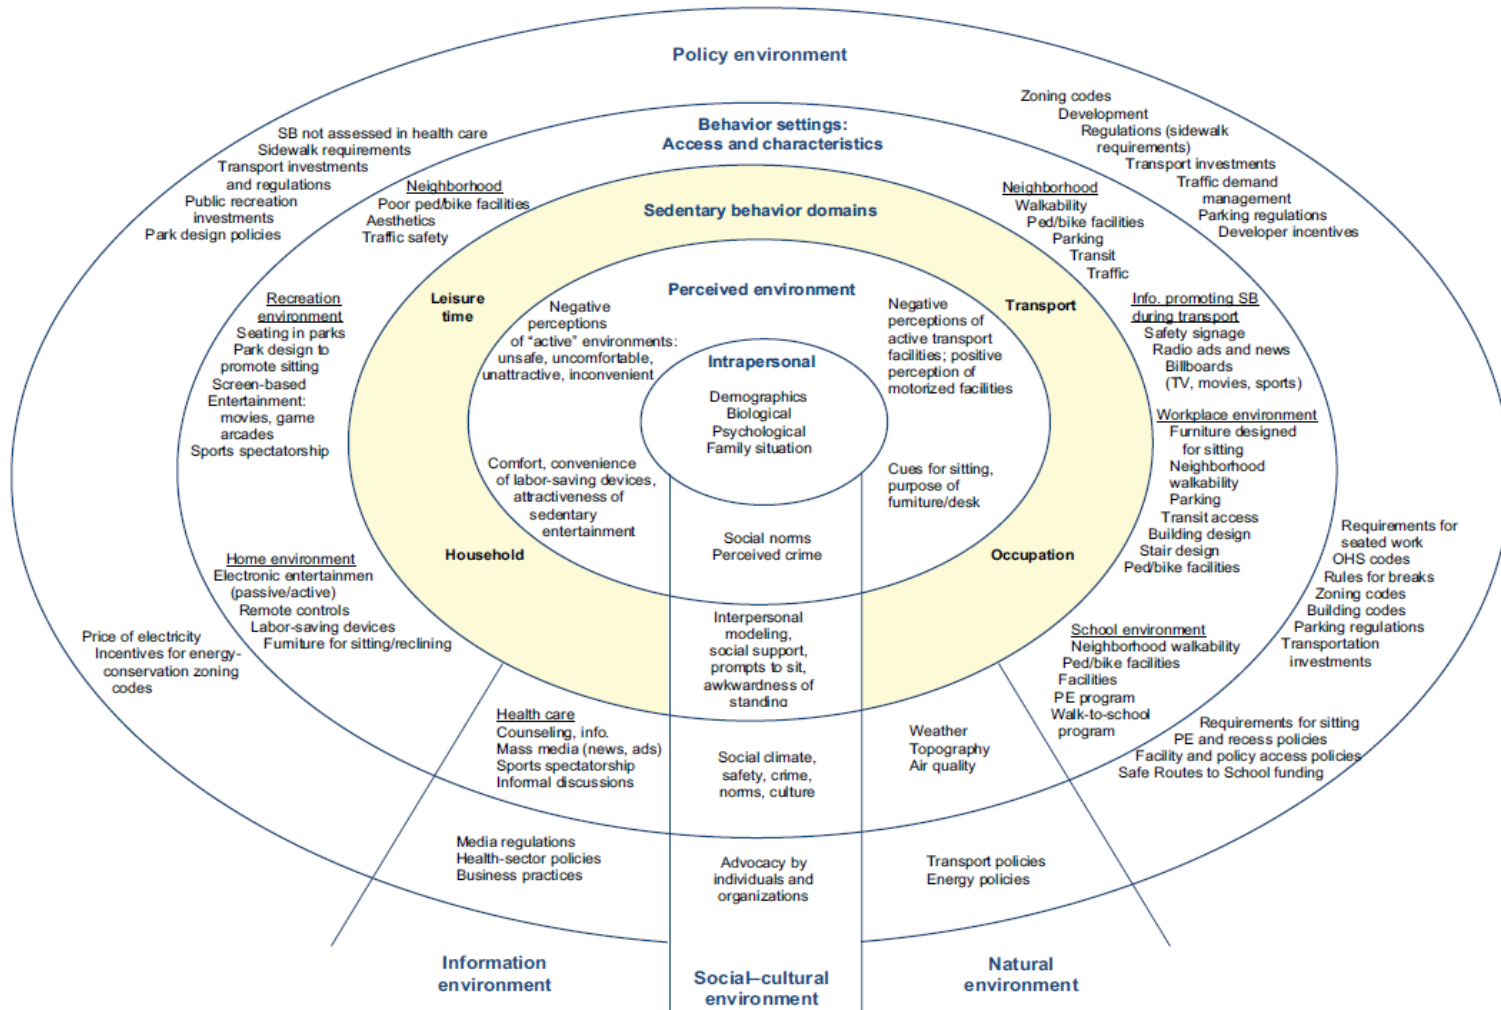 Policy environment
SB not assessed in health care
Sidewalk requirements
Transport investments
and regulations
Public recreation
investments
Park design policies
Zoning codes
Development
Regulations (sidewalk
requirements)
Transport investments
Traffic demand
management
Parking regulations
Developer incentives
Behavior settings:
Access and characteristics
Neighborhood
Poor ped/bike facilities
Aesthetics
Traffic safety
Neighborhood
Walkability
Ped/bike facilities
Parking
Transit
Traffic
Sedentary behavior domains
Leisure
time
Transport
Household
Occupation
Recreation
environment
Seating in parks
Park design to
promote sitting
Screen-based
Entertainment:
movies, game
arcades
Sports spectatorship
Info. promoting SB
during transport
Safety signage
Radio ads and news
Billboards
(TV, movies, sports)
Perceived environment
Negative
perceptions
of “active” environments:
unsafe, uncomfortable,
unattractive, inconvenient
Negative
perceptions of
active transport
facilities; positive
perception of
motorized facilities
Intrapersonal
Demographics
Biological
Psychological
Family situation
Comfort, convenience
of labor-saving devices,
attractiveness of
sedentary
entertainment
Cues for sitting,
purpose of
furniture/desk
Social norms
Perceived crime
Workplace environment
Furniture designed
for sitting
Neighborhood
walkability
Parking
Transit access
Building design
Stair design
Ped/bike facilities
Requirements for
seated work
OHS codes
Rules for breaks
Zoning codes
Building codes
Parking regulations
Transportation
investments
Home environment
Electronic entertainmen
(passive/active)
Remote controls
Labor-saving devices
Furniture for sitting/reclining
Price of electricity
Incentives for energy-
conservation zoning
codes
Interpersonal
modeling,
social support,
prompts to sit,
awkwardness of
standing
School environment
Neighborhood walkability
Ped/bike facilities
Facilities
PE program
Walk-to-school
program
Requirements for sitting
PE and recess policies
Facility and policy access policies
Safe Routes to School funding
Health care
Counseling, info.
Mass media (news, ads)
Sports spectatorship
Informal discussions
Social climate,
safety, crime,
norms, culture
Weather
Topography
Air quality
Media regulations
Health-sector policies
Business practices
Advocacy by
individuals and
organizations
Transport policies
Energy policies
Information
environment
Social–cultural
environment
Natural
environment